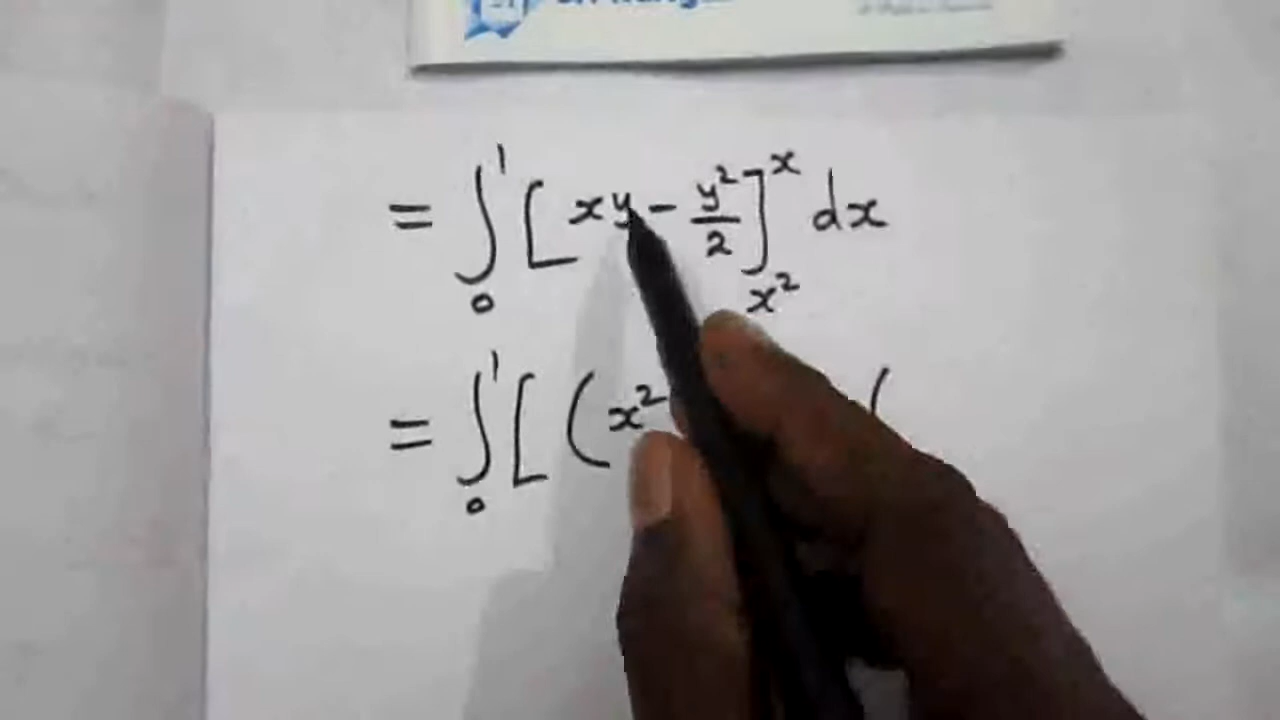 = ∫₀¹ [ xy - y²/2 ]ₓ₂ˣ dx
= ∫₀¹ [ ( x² (